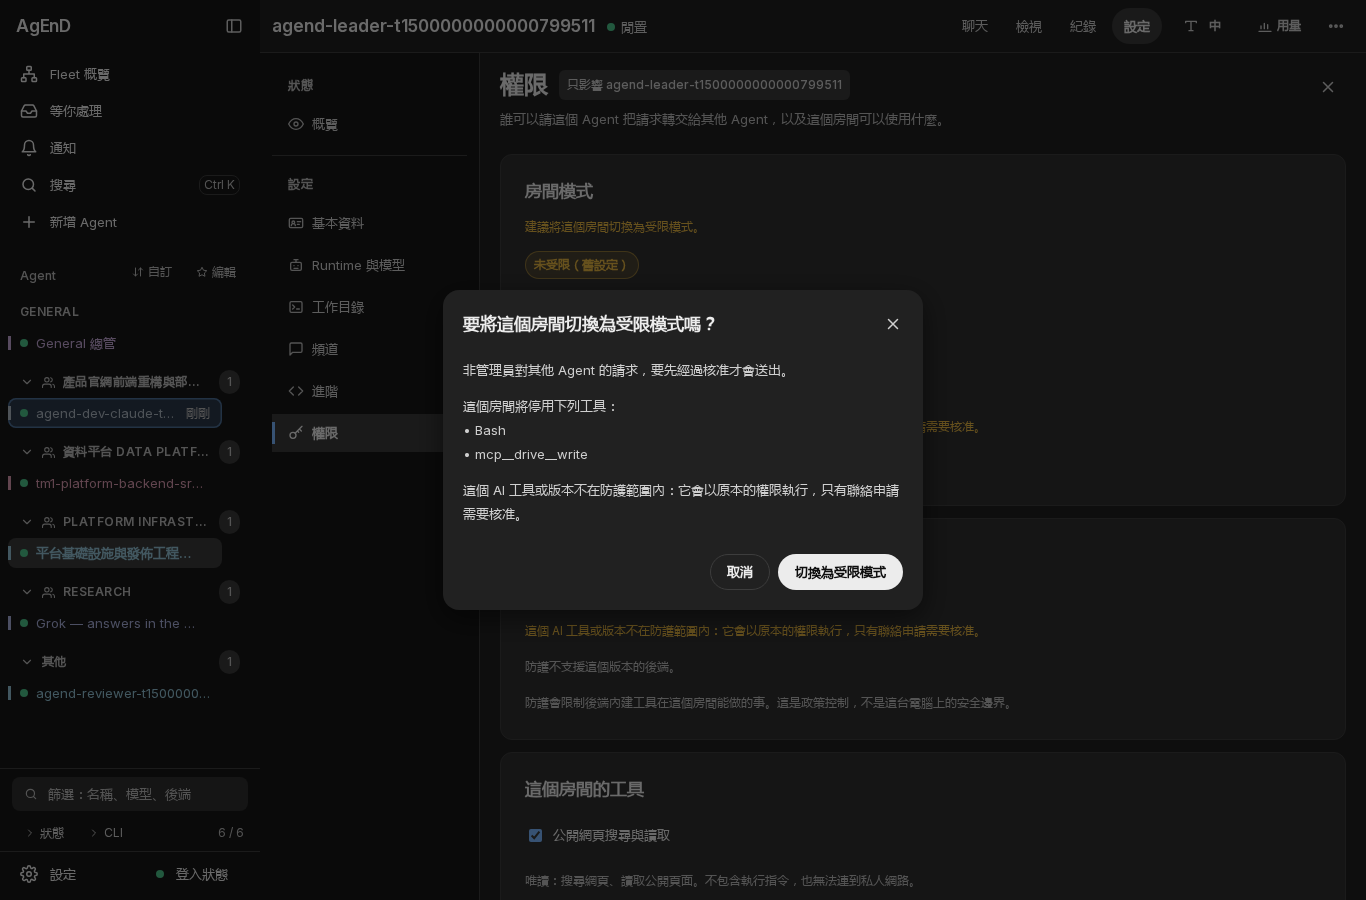 AgEnD
Fleet 概覽
等你處理
通知
搜尋
Ctrl K
新增 Agent
Agent
自訂
編輯
GENERAL
General 總管
產品官網前端重構與部...
1
agend-dev-claude-t...
剛剛
資料平台 DATA PLATF...
1
tm1-platform-backend-sr...
PLATFORM INFRAST...
1
平台基礎設施與發佈工程...
RESEARCH
1
Grok — answers in the ...
其他
1
agend-reviewer-t1500000...
篩選：名稱、模型、後端
狀態
CLI
6 / 6
設定
登入狀態
agend-leader-t1500000000000799511
閒置
聊天
檢視
紀錄
設定
中
用量
狀態
概覽
設定
基本資料
Runtime 與模型
工作目錄
頻道
進階
權限
權限
只影響 agend-leader-t1500000000000799511
誰可以請這個 Agent 把請求轉交給其他 Agent，以及這個房間可以使用什麼。
房間模式
建議將這個房間切換為受限模式。
未受限（舊設定）
需要核准。
要將這個房間切換為受限模式嗎？
非管理員對其他 Agent 的請求，要先經過核准才會送出。
這個房間將停用下列工具：
• Bash
• mcp__drive__write
這個 AI 工具或版本不在防護範圍內：它會以原本的權限執行，只有聯絡申請
需要核准。
取消
切換為受限模式
這個 AI 工具或版本不在防護範圍內：它會以原本的權限執行，只有聯絡申請需要核准。
防護不支援這個版本的後端。
防護會限制後端內建工具在這個房間能做的事。這是政策控制，不是這台電腦上的安全邊界。
這個房間的工具
公開網頁搜尋與讀取
唯讀：搜尋網頁、讀取公開頁面。不包含執行指令，也無法連到私人網路。